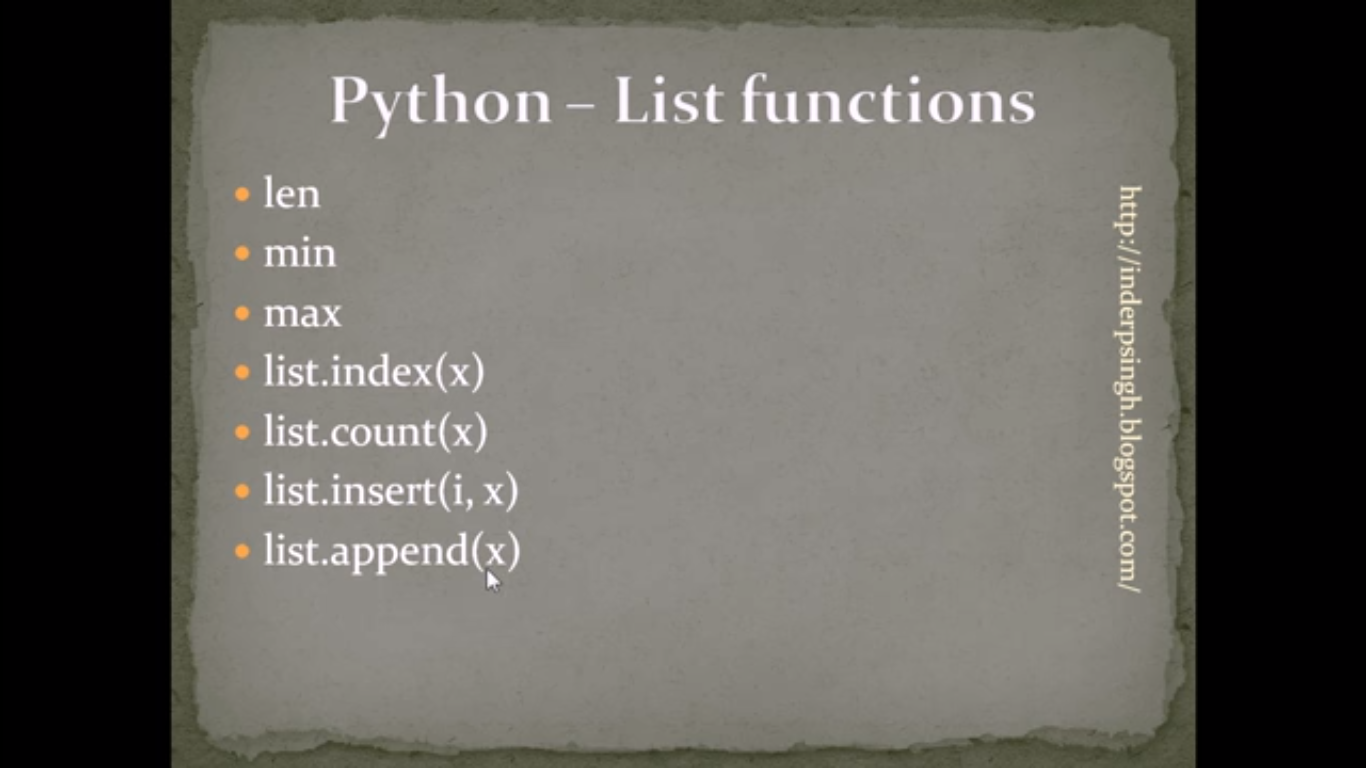 Python – List functions
len
min
max
list.index(x)
list.count(x)
list.insert(i, x)
list.append(x)
http://inderpsingh.blogspot.com/